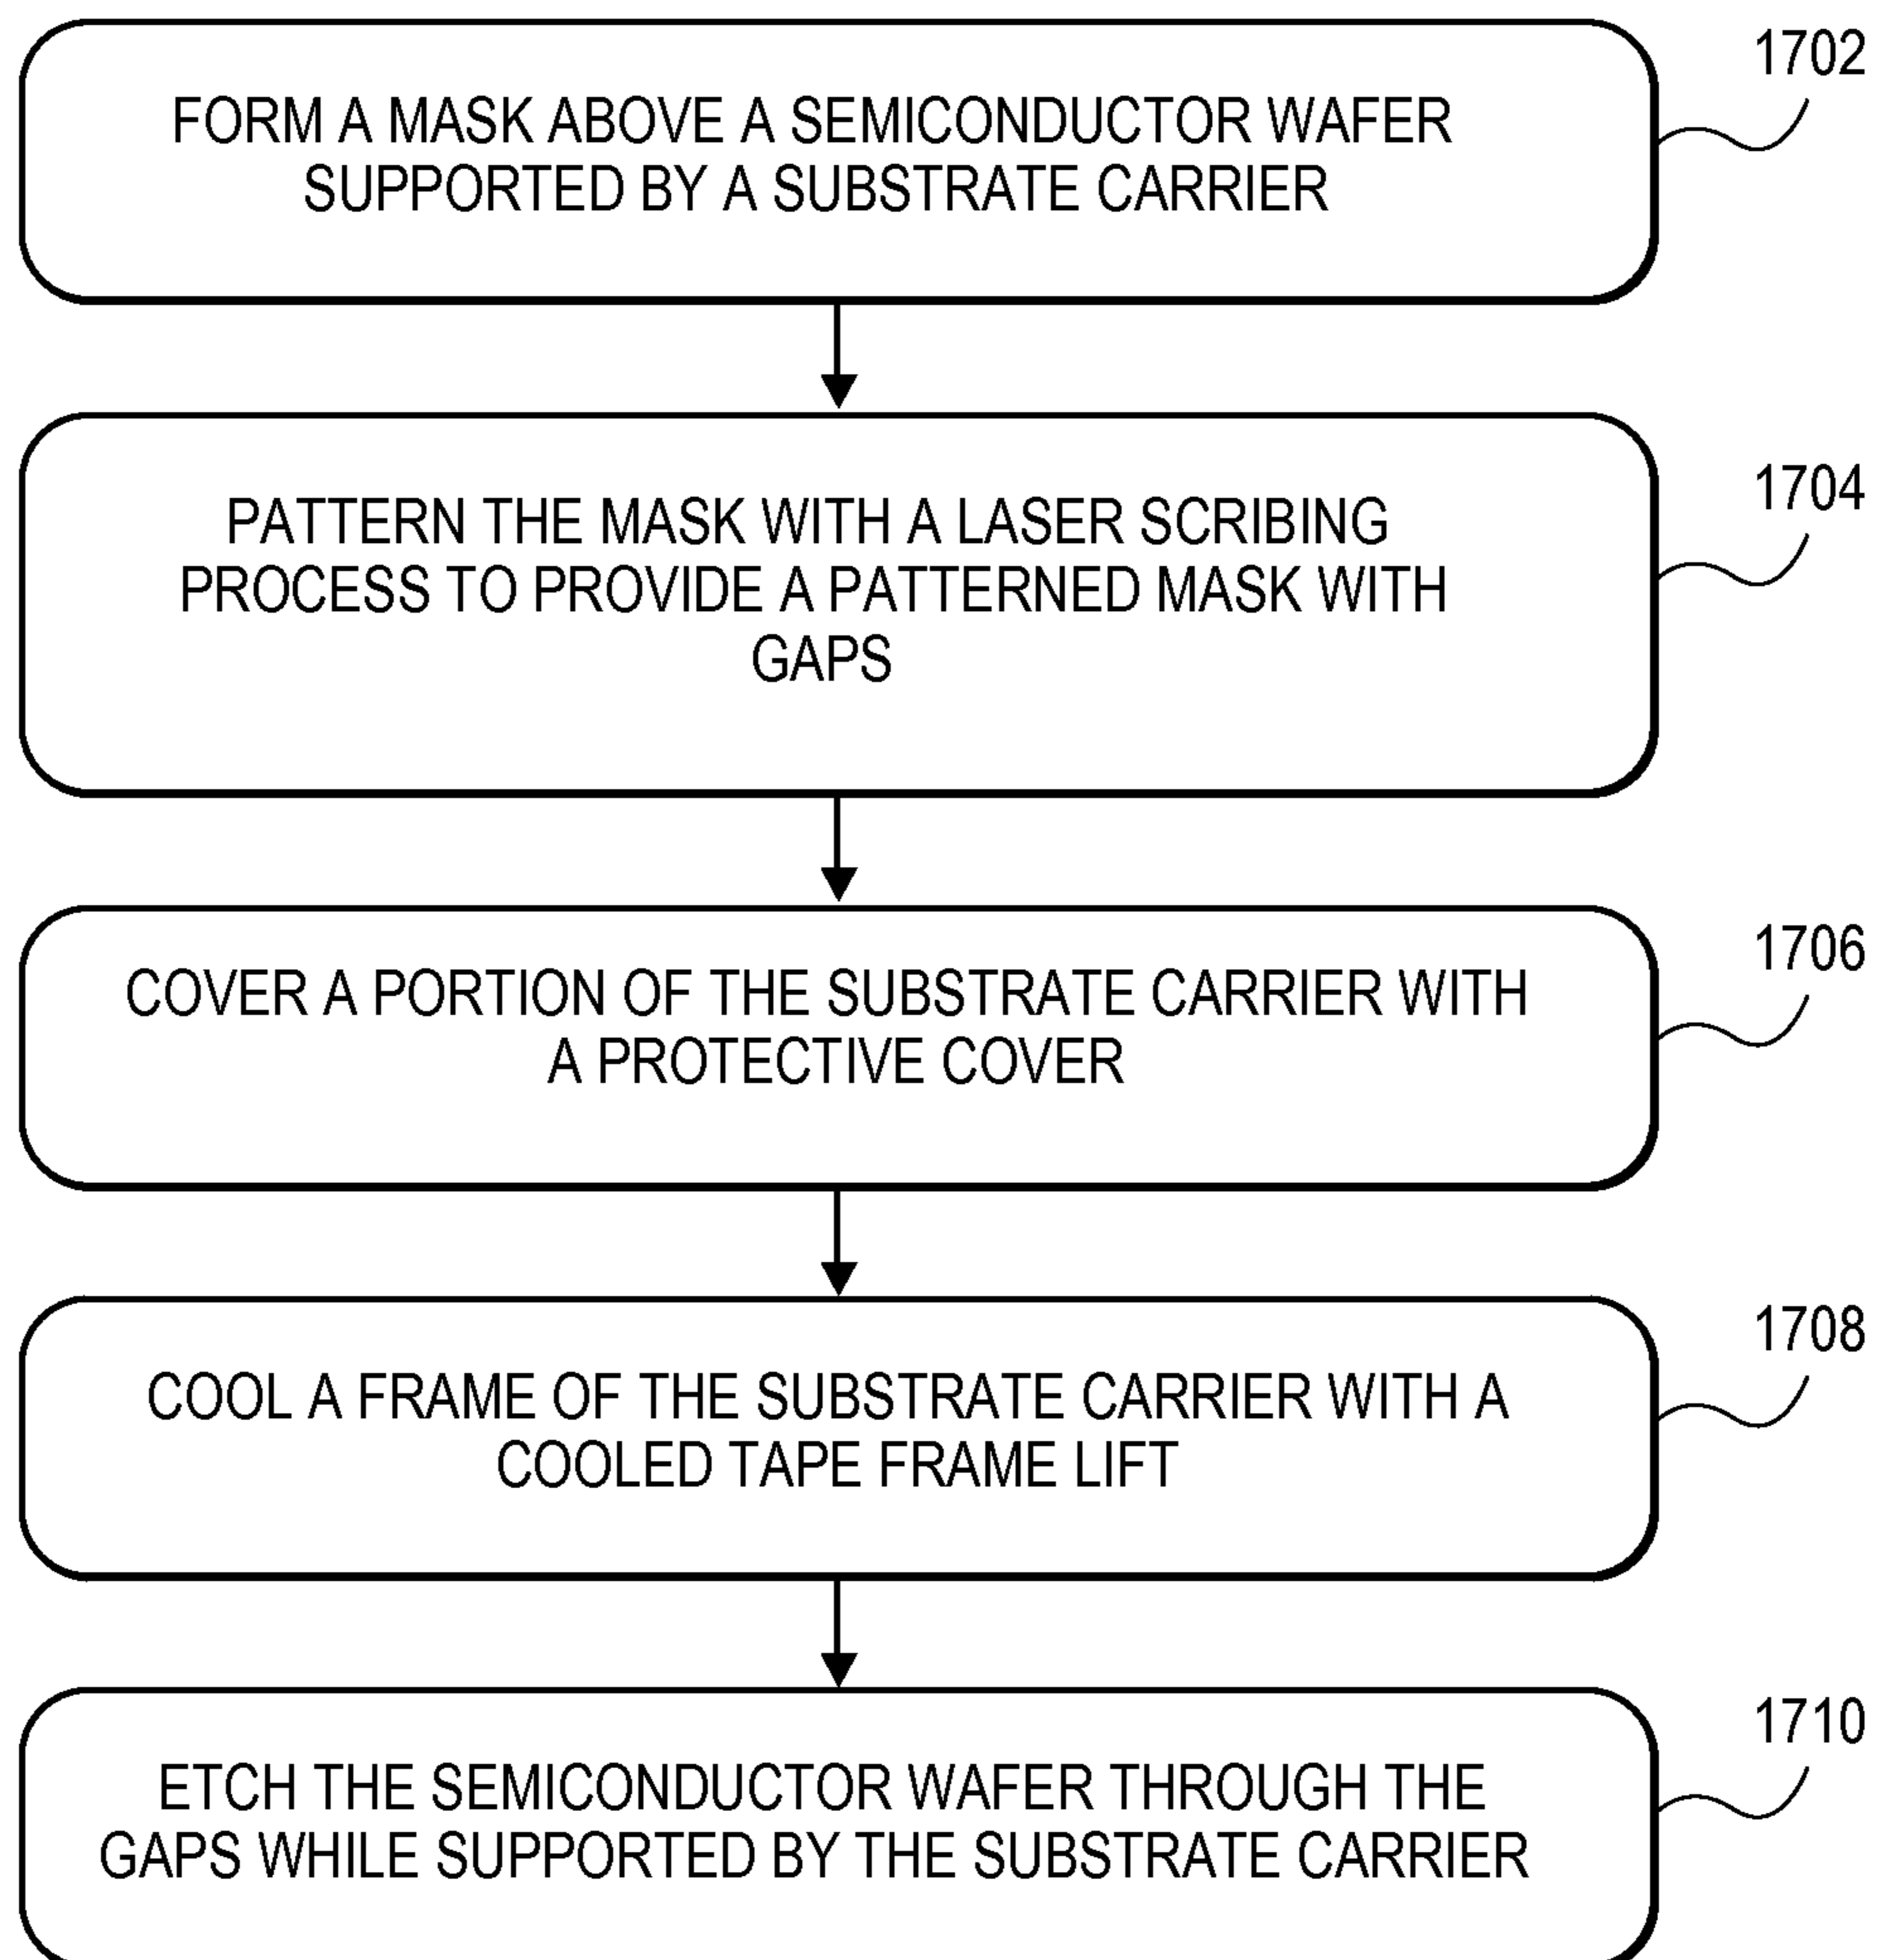 1702
FORM A MASK ABOVE A SEMICONDUCTOR WAFER
SUPPORTED BY A SUBSTRATE CARRIER
1704
PATTERN THE MASK WITH A LASER SCRIBING
PROCESS TO PROVIDE A PATTERNED MASK WITH
GAPS
1706
COVER A PORTION OF THE SUBSTRATE CARRIER WITH
A PROTECTIVE COVER
1708
COOL A FRAME OF THE SUBSTRATE CARRIER WITH A
COOLED TAPE FRAME LIFT
1710
ETCH THE SEMICONDUCTOR WAFER THROUGH THE
GAPS WHILE SUPPORTED BY THE SUBSTRATE CARRIER